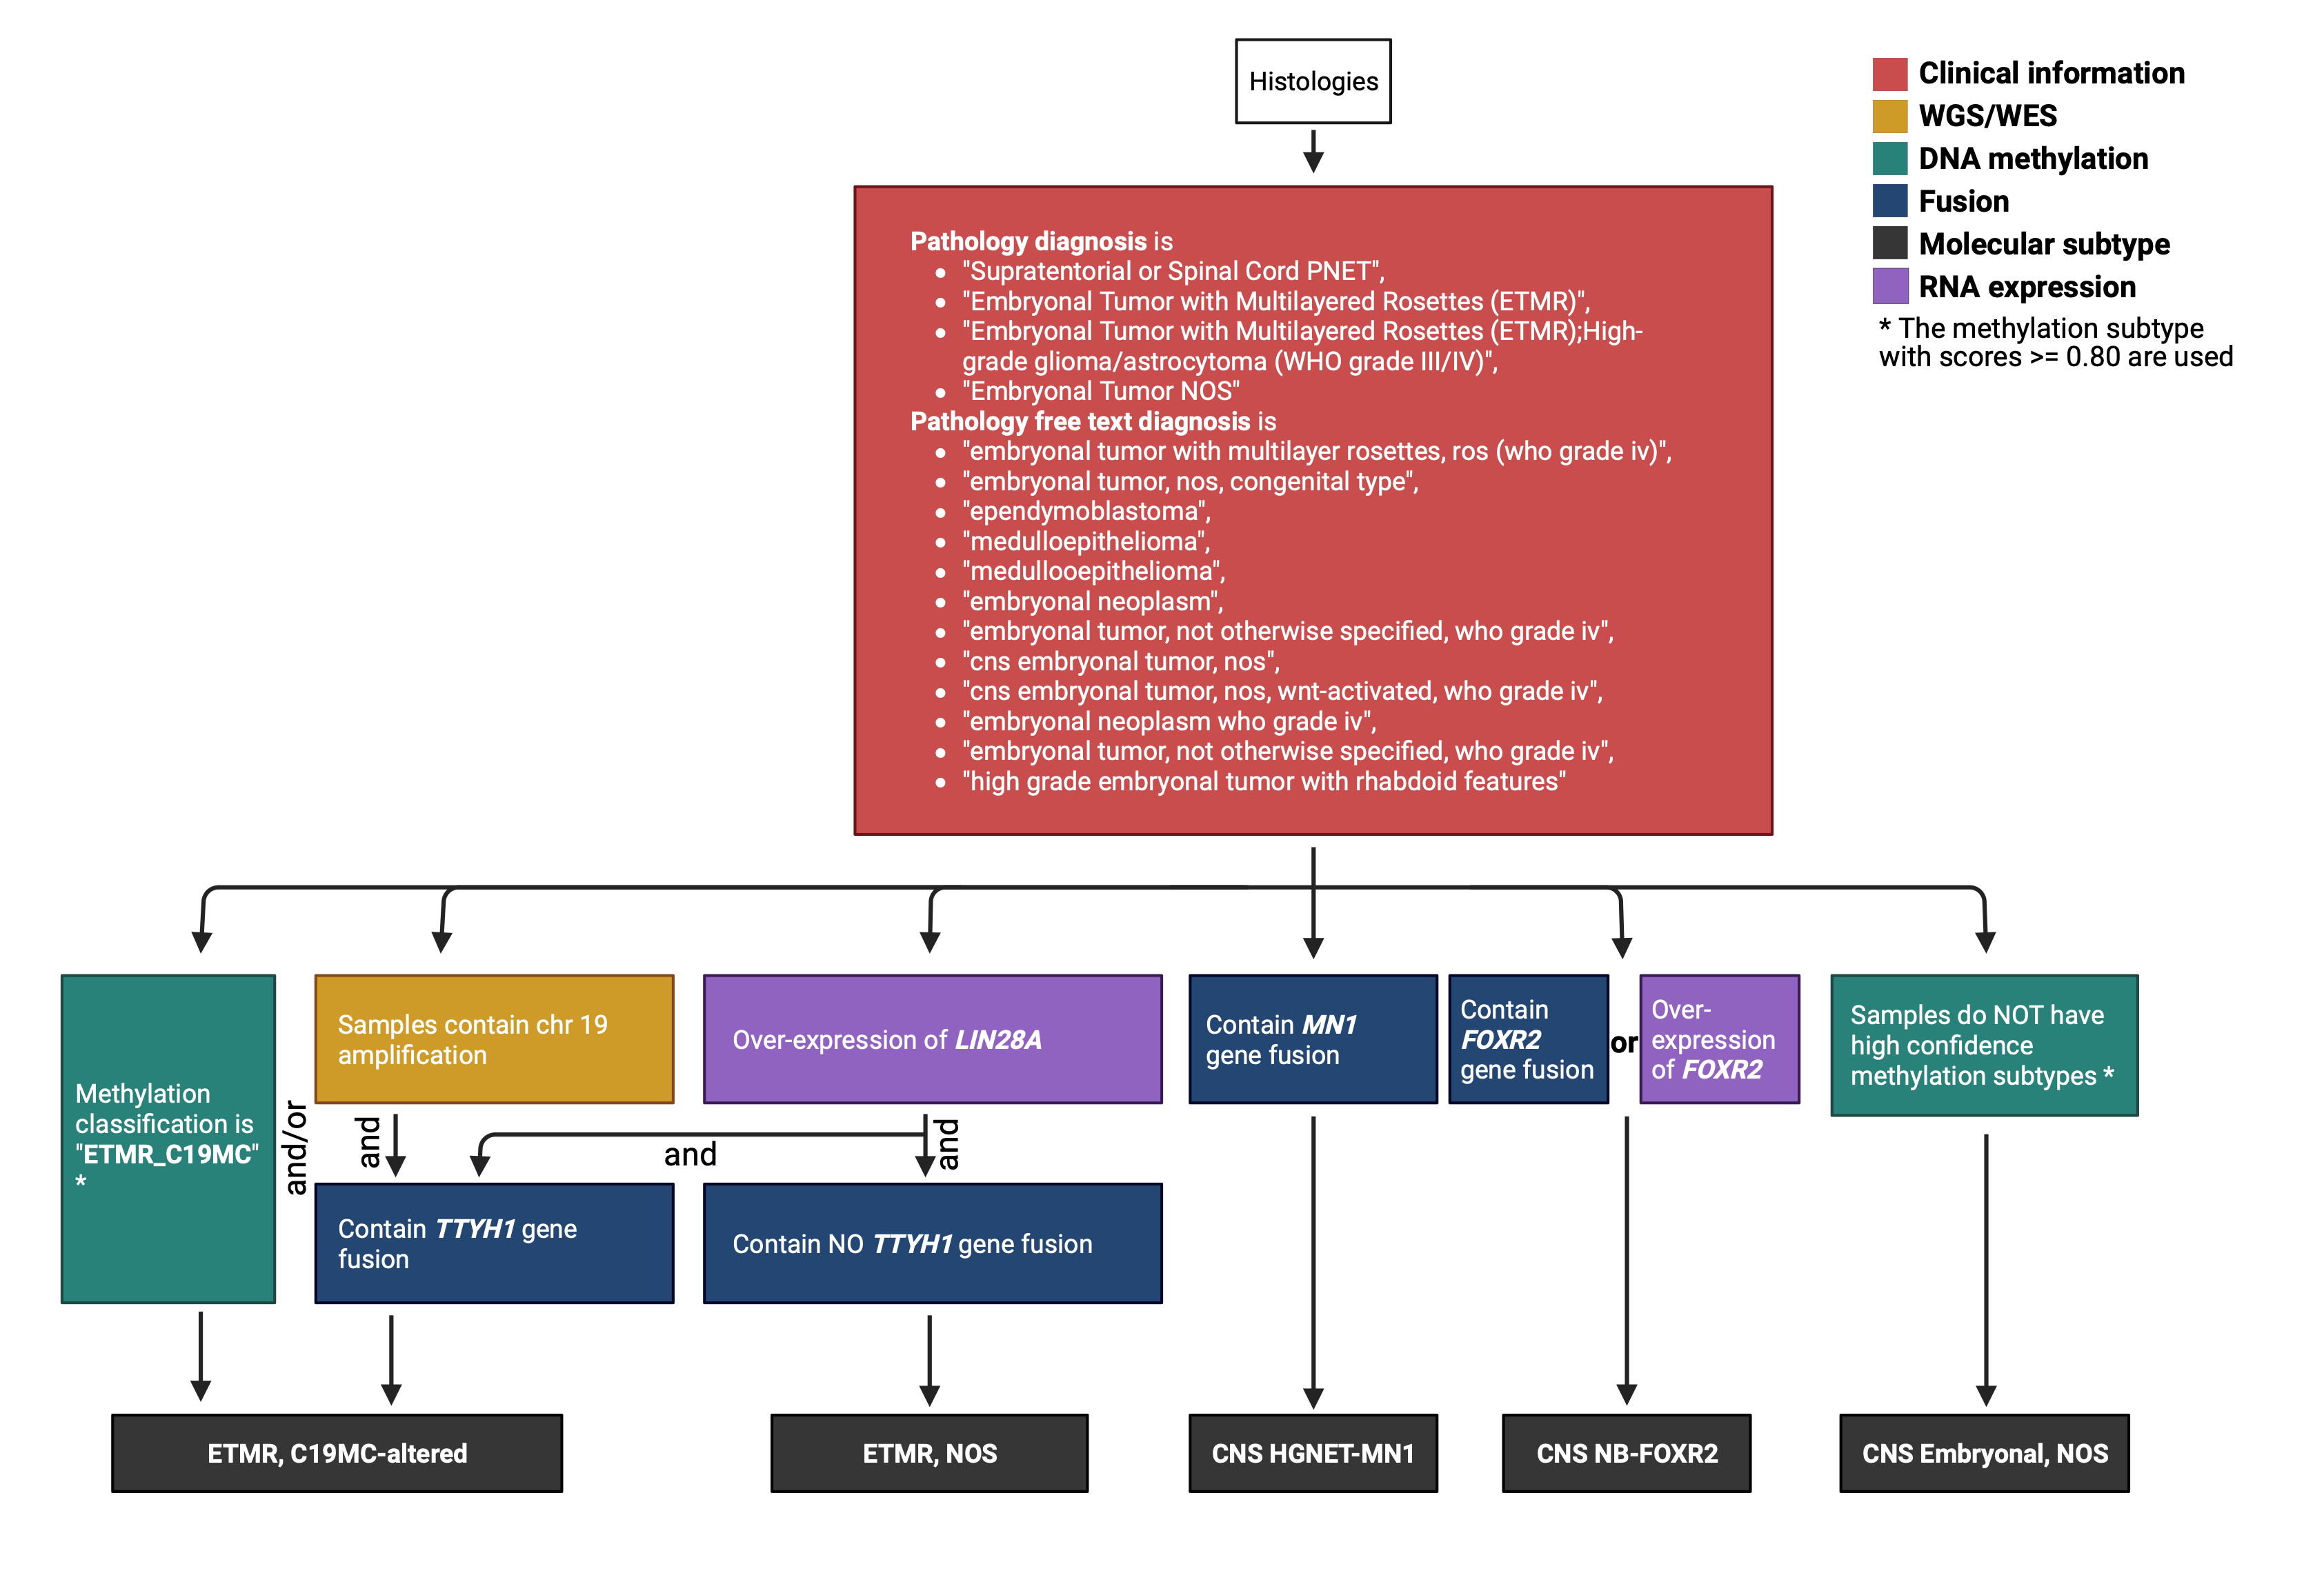 Histologies
Clinical information
WGS/WES
DNA methylation
Fusion
Molecular subtype
RNA expression
* The methylation subtype
with scores >= 0.80 are used
Pathology diagnosis is
• "Supratentorial or Spinal Cord PNET",
• "Embryonal Tumor with Multilayered Rosettes (ETMR)",
• "Embryonal Tumor with Multilayered Rosettes (ETMR);High-
grade glioma/astrocytoma (WHO grade III/IV)",
• "Embryonal Tumor NOS"
Pathology free text diagnosis is
• "embryonal tumor with multilayer rosettes, ros (who grade iv)",
• "embryonal tumor, nos, congenital type",
• "ependymoblastoma",
• "medulloepithelioma",
• "medullooepithelioma",
• "embryonal neoplasm",
• "embryonal tumor, not otherwise specified, who grade iv",
• "cns embryonal tumor, nos",
• "cns embryonal tumor, nos, wnt-activated, who grade iv",
• "embryonal neoplasm who grade iv",
• "embryonal tumor, not otherwise specified, who grade iv",
• "high grade embryonal tumor with rhabdoid features"
Methylation
classification is
"ETMR_C19MC"
*
and/or
Samples contain chr 19
amplification
and
Contain TTYH1 gene
fusion
Over-expression of LIN28A
and
and
Contain NO TTYH1 gene fusion
Contain MN1
gene fusion
Contain
FOXR2
gene fusion
or
Over-
expression
of FOXR2
Samples do NOT have
high confidence
methylation subtypes *
ETMR, C19MC-altered
ETMR, NOS
CNS HGNET-MN1
CNS NB-FOXR2
CNS Embryonal, NOS